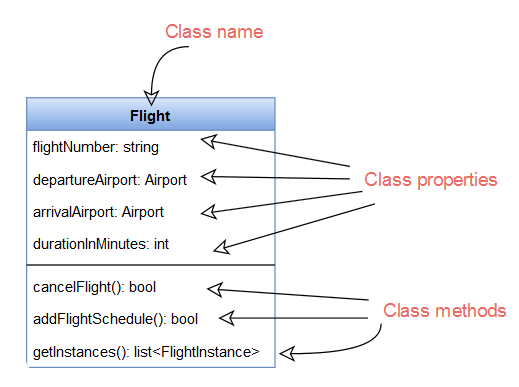 Class name
Flight
flightNumber: string
departureAirport: Airport
arrivalAirport: Airport
durationInMinutes: int
Class properties
cancelFlight(): bool
addFlightSchedule(): bool
getInstances(): list<FlightInstance>
Class methods